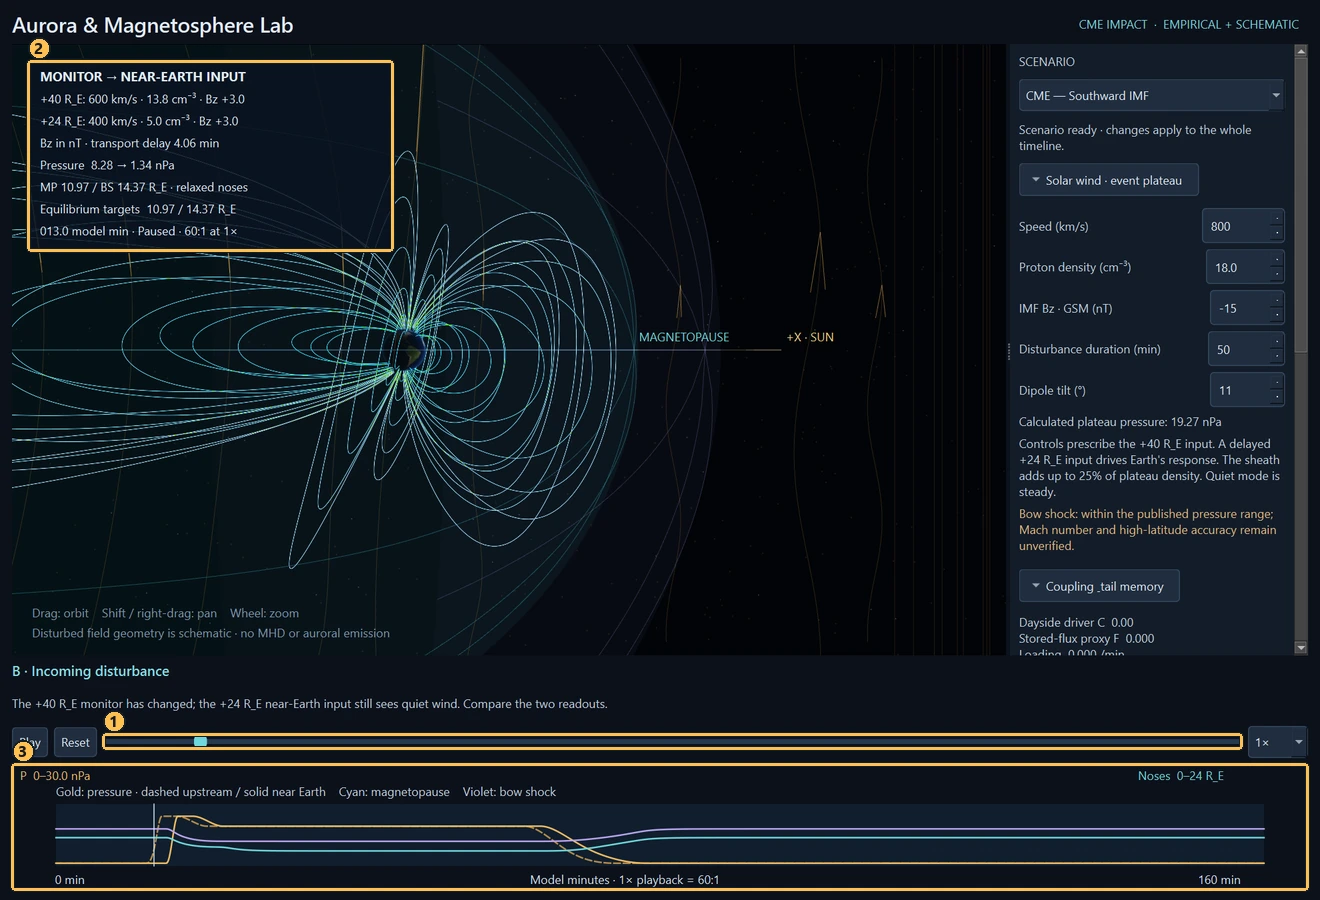 Aurora & Magnetosphere Lab
CME IMPACT · EMPIRICAL + SCHEMATIC
2
MONITOR → NEAR-EARTH INPUT
+40 R_E: 600 km/s · 13.8 cm⁻³ · Bz +3.0
+24 R_E: 400 km/s · 5.0 cm⁻³ · Bz +3.0
Bz in nT · transport delay 4.06 min
Pressure 8.28 → 1.34 nPa
MP 10.97 / BS 14.37 R_E · relaxed noses
Equilibrium targets 10.97 / 14.37 R_E
013.0 model min · Paused · 60:1 at 1×
MAGNETOPAUSE
+X · SUN
Drag: orbit Shift / right-drag: pan Wheel: zoom
Disturbed field geometry is schematic · no MHD or auroral emission
SCENARIO
CME — Southward IMF
Scenario ready · changes apply to the whole
timeline.
Solar wind · event plateau
Speed (km/s) 800
Proton density (cm⁻³) 18.0
IMF Bz · GSM (nT) -15
Disturbance duration (min) 50
Dipole tilt (°) 11
Calculated plateau pressure: 19.27 nPa
Controls prescribe the +40 R_E input. A delayed
+24 R_E input drives Earth's response. The sheath
adds up to 25% of plateau density. Quiet mode is
steady.
Bow shock: within the published pressure range;
Mach number and high-latitude accuracy remain
unverified.
Coupling _tail memory
Dayside driver C 0.00
Stored-flux proxy F 0.000
Loading 0.000 /min
B · Incoming disturbance
The +40 R_E monitor has changed; the +24 R_E near-Earth input still sees quiet wind. Compare the two readouts.
1
Reset
1×
3
P 0–30.0 nPa
Noses 0–24 R_E
Gold: pressure · dashed upstream / solid near Earth Cyan: magnetopause Violet: bow shock
0 min
Model minutes · 1× playback = 60:1
160 min